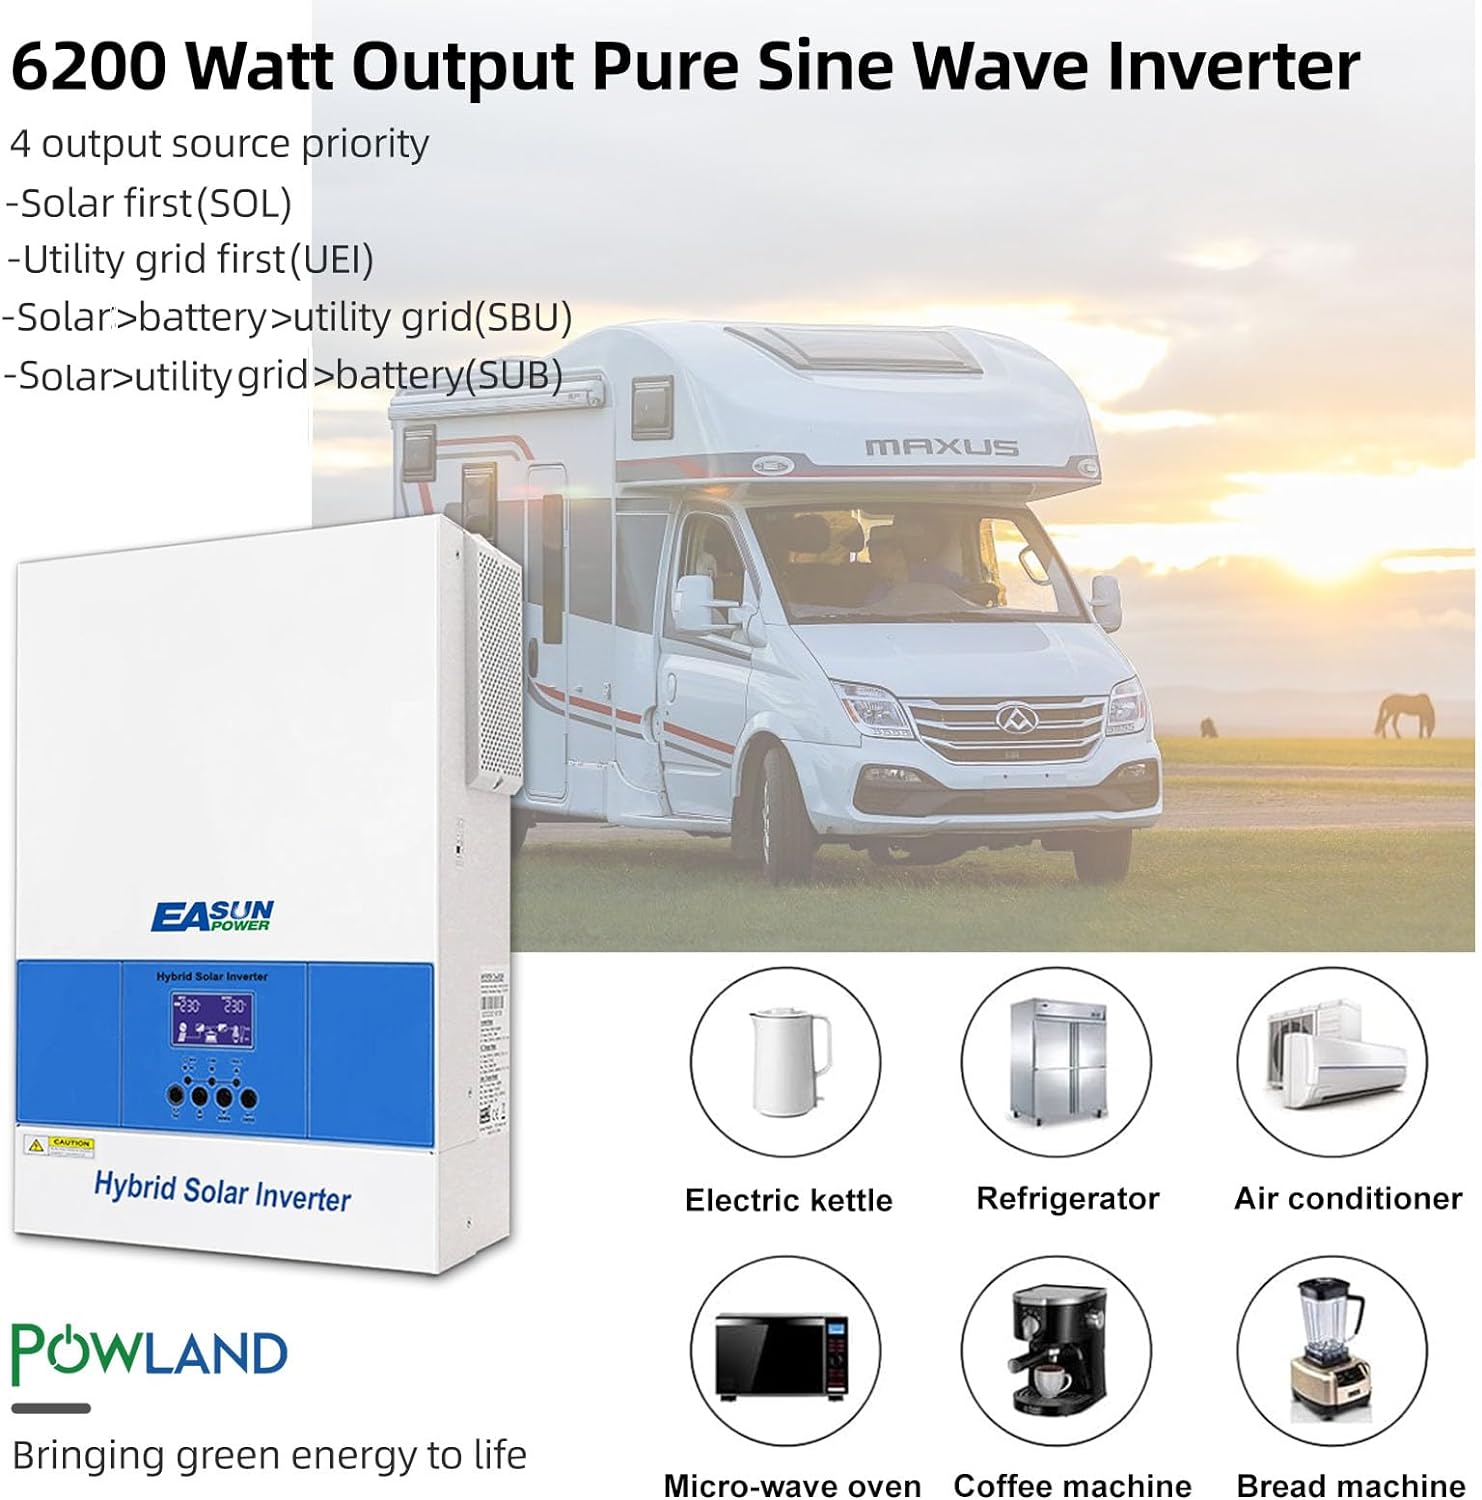 6200 Watt Output Pure Sine Wave Inverter
4 output source priority
-Solar first(SOL)
-Utility grid first(UEI)
-Solar>battery>utility grid(SBU)
-Solar>utility grid>battery(SUB)
MAXUS
EASUN
POWER
Hybrid Solar Inverter
230 230
CAUTION
Hybrid Solar Inverter
Electric kettle
Refrigerator
Air conditioner
Micro-wave oven
Coffee machine
Bread machine
POWLAND
Bringing green energy to life